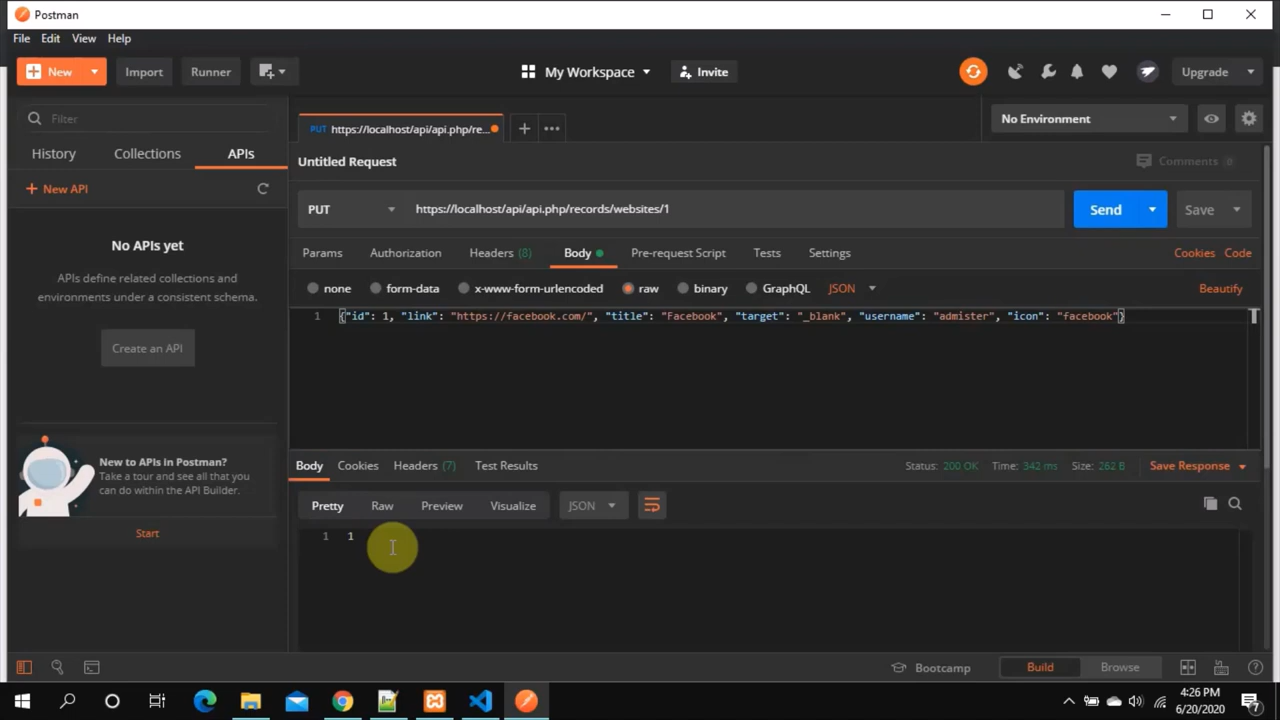 Postman
File Edit View Help
New Import Runner My Workspace Invite Upgrade
Filter
PUT https://localhost/api/api.php/re... No Environment
History Collections APIs
Untitled Request Comments 0
+ New API
PUT https://localhost/api/api.php/records/websites/1 Send Save
No APIs yet
APIs define related collections and
environments under a consistent schema.
Create an API
Params Authorization Headers (8) Body Pre-request Script Tests Settings Cookies Code
none form-data x-www-form-urlencoded raw binary GraphQL JSON Beautify
1 {"id": 1, "link": "https://facebook.com/", "title": "Facebook", "target": "_blank", "username": "admister", "icon": "facebook"}
New to APIs in Postman?
Take a tour and see all that you
can do within the API Builder.
Start
Body Cookies Headers (7) Test Results Status: 200 OK Time: 342 ms Size: 262 B Save Response
Pretty Raw Preview Visualize JSON
1 1
Bootcamp Build Browse
4:26 PM
6/20/2020
7